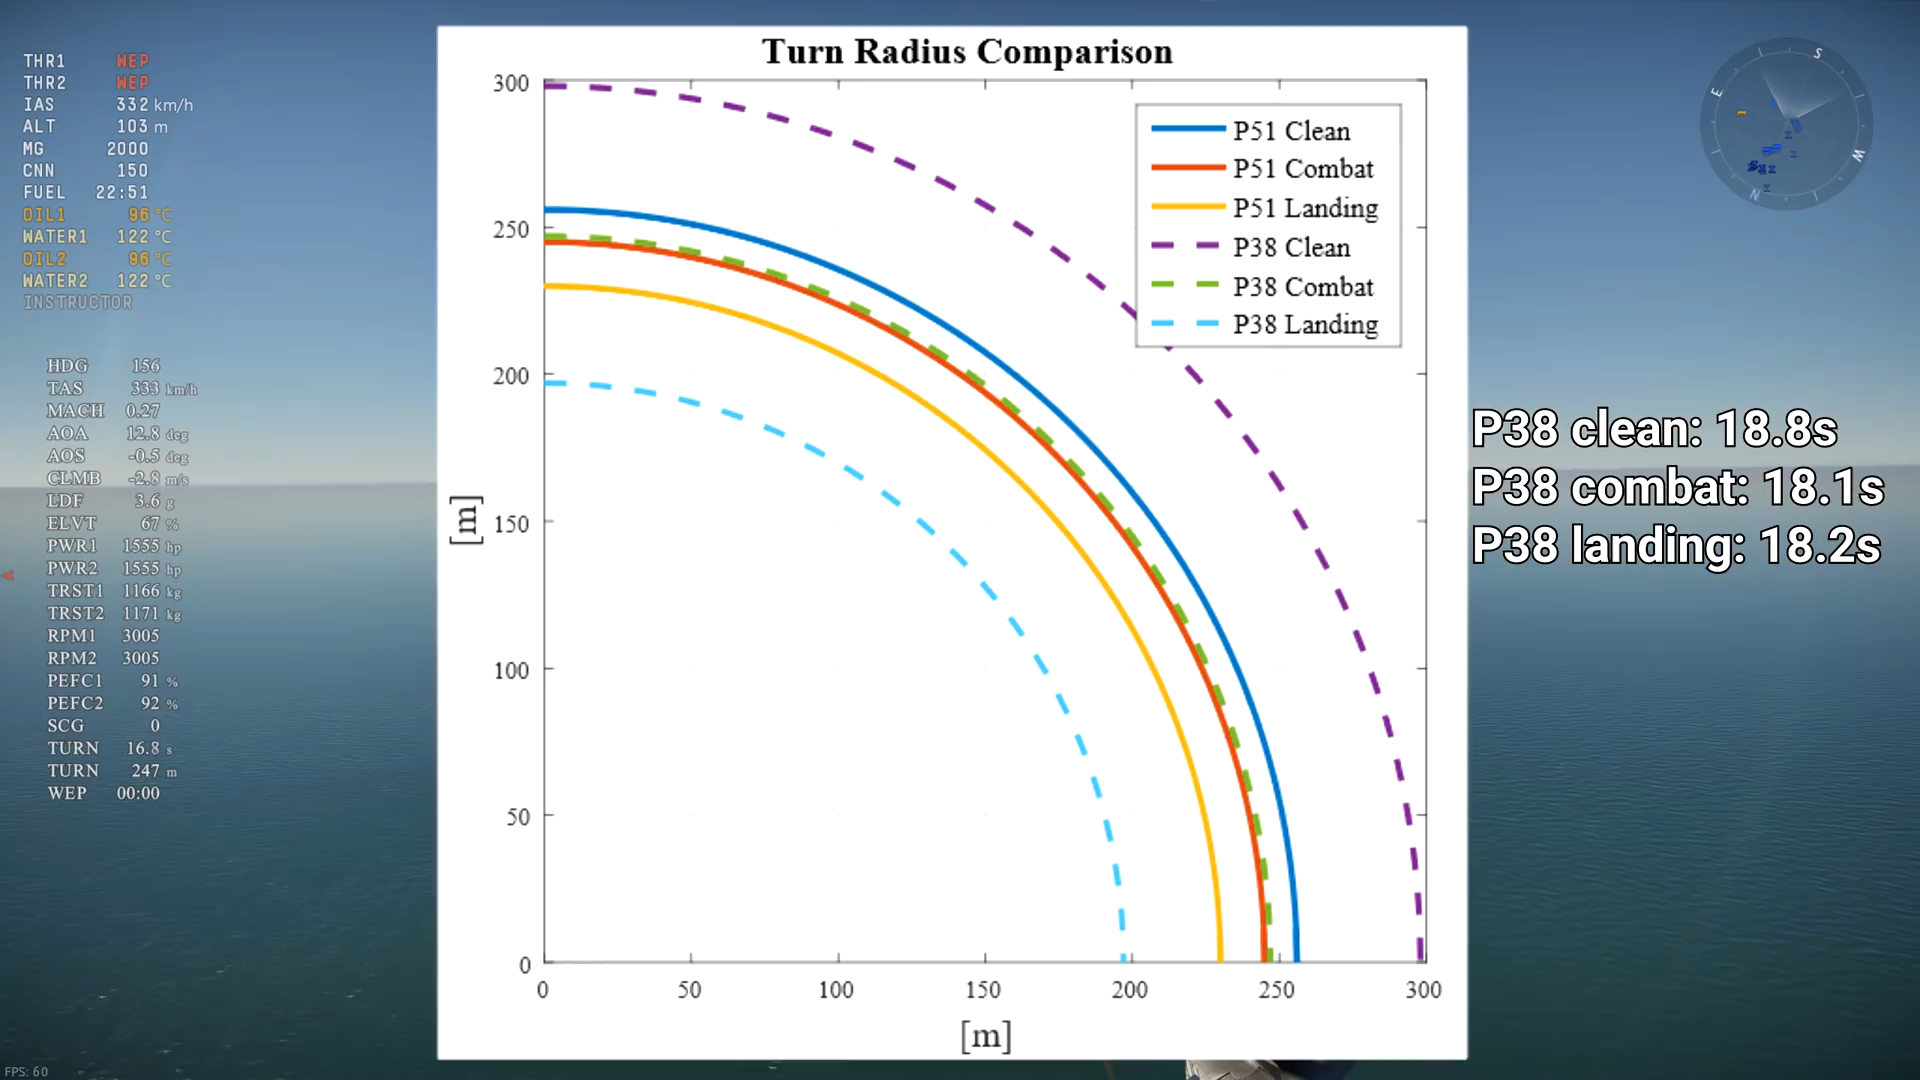 THR1 WEP
THR2 WEP
IAS 332 km/h
ALT 103 m
MG 2000
CNN 150
FUEL 22:51
OIL1 96 °C
WATER1 122 °C
OIL2 96 °C
WATER2 122 °C
INSTRUCTOR
HDG 156
TAS 333 km/h
MACH 0.27
AOA 12.8 deg
AOS -0.5 deg
CLMB -2.8 m/s
LDF 3.6 g
ELVT 67 %
PWR1 1555 hp
PWR2 1555 hp
TRST1 1166 kg
TRST2 1171 kg
RPM1 3005
RPM2 3005
PEFC1 91 %
PEFC2 92 %
SCG 0
TURN 16.8 s
TURN 247 m
WEP 00:00
FPS: 60
Turn Radius Comparison
300
250
200
150
100
50
0
[m]
0 50 100 150 200 250 300
[m]
P51 Clean
P51 Combat
P51 Landing
P38 Clean
P38 Combat
P38 Landing
S
E
W
N
P38 clean: 18.8s
P38 combat: 18.1s
P38 landing: 18.2s